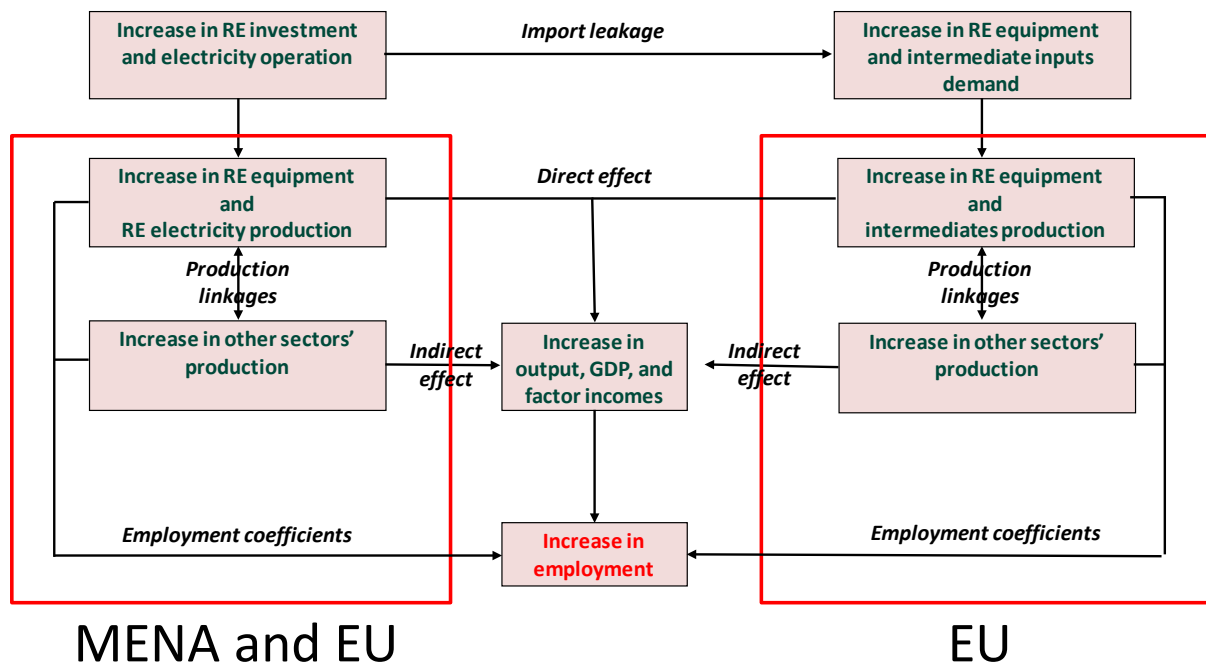 Increase in RE investment
and electricity operation
Import leakage
Increase in RE equipment
and intermediate inputs
demand
Increase in RE equipment
and
RE electricity production
Direct effect
Increase in RE equipment
and
intermediates production
Production
linkages
Production
linkages
Increase in other sectors’
production
Indirect
effect
Increase in
output, GDP, and
factor incomes
Indirect
effect
Increase in other sectors’
production
Employment coefficients
Increase in
employment
Employment coefficients
MENA and EU
EU